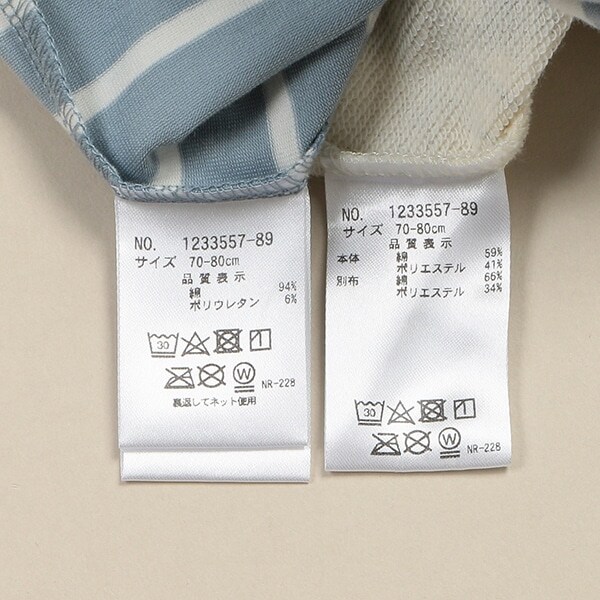 NO. 1233557-89
サイズ 70-80cm
品質表示
綿 94%
ポリウレタン 6%
30
NR-228
裏返してネット使用
NO. 1233557-89
サイズ 70-80cm
品質表示
本体 綿 59%
ポリエステル 41%
別布 綿 66%
ポリエステル 34%
30
NR-228